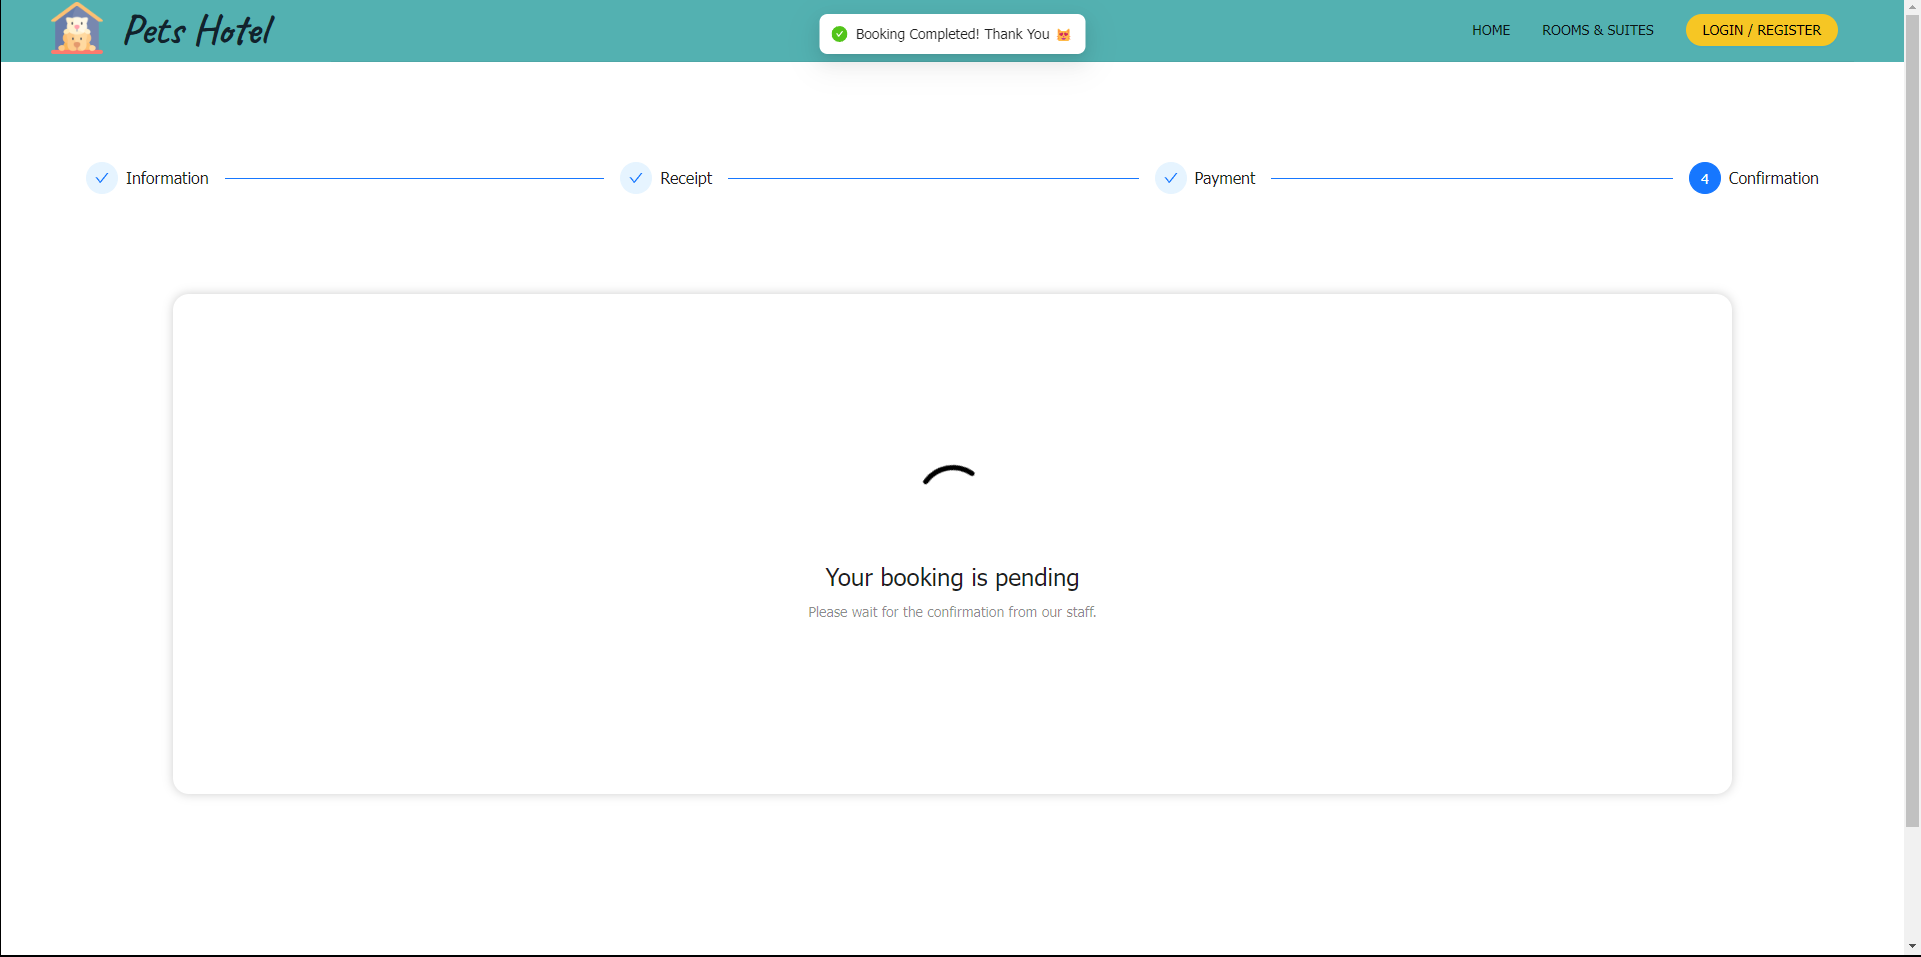 Pets Hotel
Booking Completed! Thank You 😻
HOME
ROOMS & SUITES
LOGIN / REGISTER
Information
Receipt
Payment
4 Confirmation
Your booking is pending
Please wait for the confirmation from our staff.